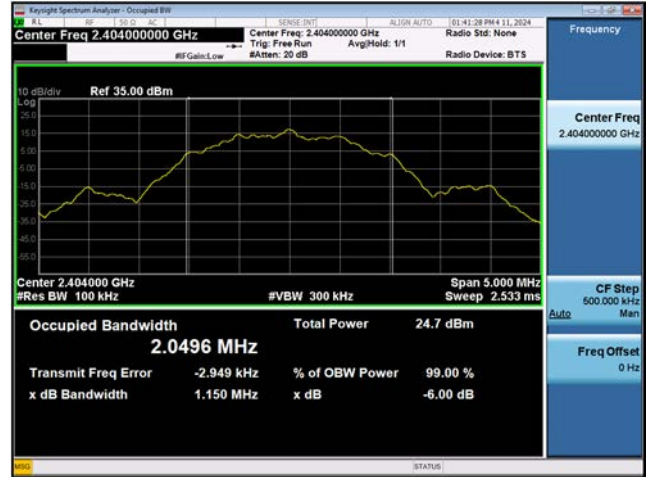 Keysight Spectrum Analyzer - Occupied BW
RL RF 50 Ω AC SENSE:INT ALIGN AUTO 01:41:28 PM 4 11, 2024
Center Freq 2.404000000 GHz Center Freq: 2.404000000 GHz Radio Std: None Frequency
Trig: Free Run Avg|Hold: 1/1
#IFGain:Low #Atten: 20 dB Radio Device: BTS
10 dB/div Ref 35.00 dBm
Log
25.0
15.0
5.00
-5.00
-15.0
-25.0
-35.0
-45.0
-55.0
Center Freq
2.404000000 GHz
Center 2.404000 GHz Span 5.000 MHz
#Res BW 100 kHz #VBW 300 kHz Sweep 2.533 ms
CF Step
500.000 kHz
Auto Man
Occupied Bandwidth Total Power 24.7 dBm
2.0496 MHz
Transmit Freq Error -2.949 kHz % of OBW Power 99.00 %
x dB Bandwidth 1.150 MHz x dB -6.00 dB
Freq Offset
0 Hz
MSG STATUS